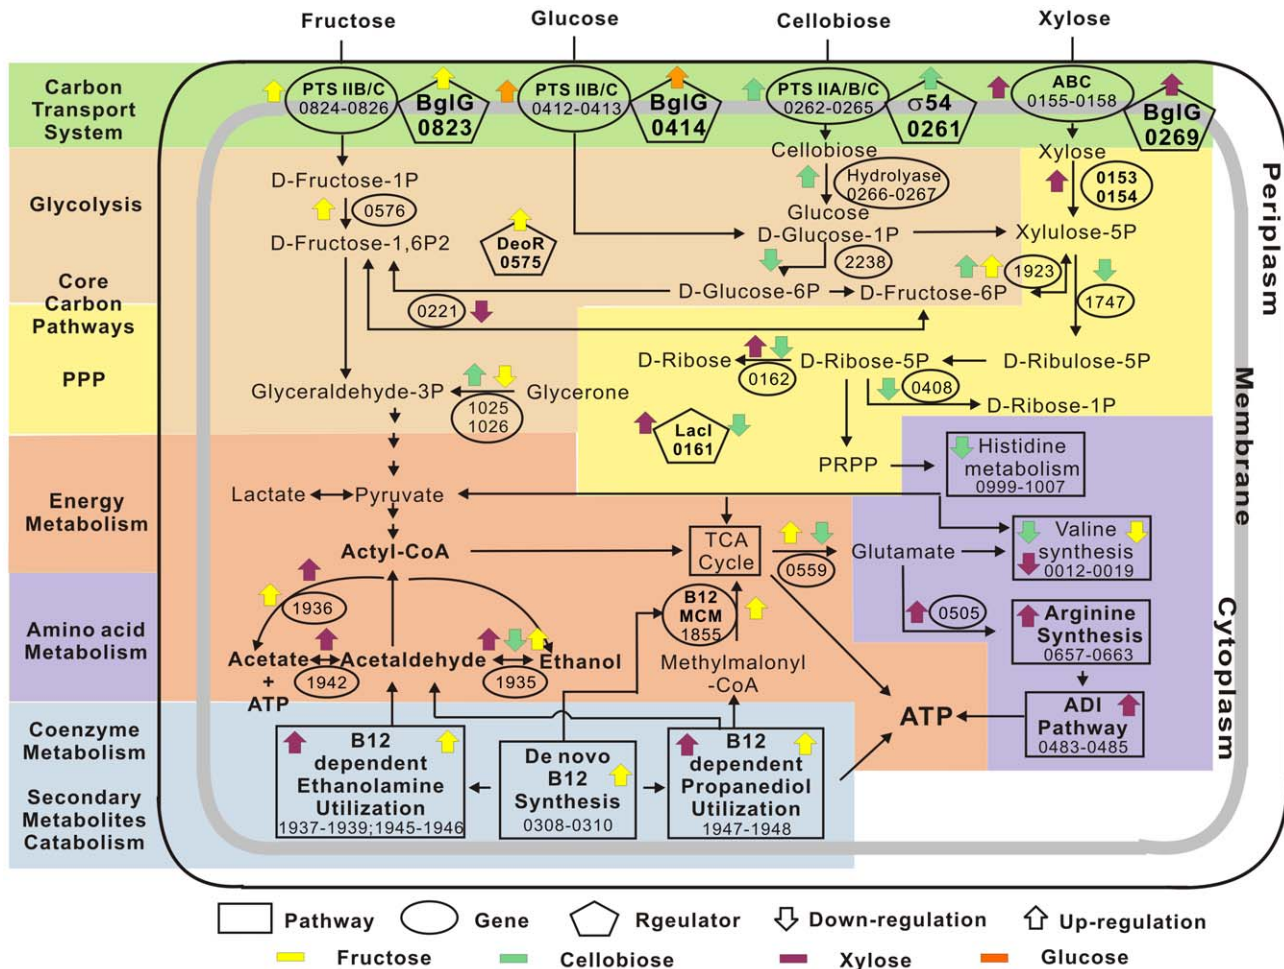 Fructose
Glucose
Cellobiose
Xylose
Carbon
Transport
System
PTS IIB/C
0824-0826
BglG
0823
PTS IIB/C
0412-0413
BglG
0414
PTS IIA/B/C
0262-0265
σ54
0261
ABC
0155-0158
BglG
0269
Glycolysis
Core
Carbon
Pathways
PPP
Energy
Metabolism
Amino acid
Metabolism
Coenzyme
Metabolism
Secondary
Metabolites
Catabolism
D-Fructose-1P
0576
D-Fructose-1,6P2
DeoR
0575
Cellobiose
Hydrolyase
0266-0267
Glucose
D-Glucose-1P
2238
D-Glucose-6P
D-Fructose-6P
Xylose
0153
0154
Xylulose-5P
1923
1747
0221
D-Ribose
0162
D-Ribose-5P
D-Ribulose-5P
0408
D-Ribose-1P
Glyceraldehyde-3P
1025
1026
Glycerone
LacI
0161
PRPP
Histidine
metabolism
0999-1007
Lactate
Pyruvate
Actyl-CoA
TCA
Cycle
0559
Glutamate
Valine
synthesis
0012-0019
1936
B12
MCM
1855
0505
Arginine
Synthesis
0657-0663
Acetate
+
ATP
1942
Acetaldehyde
1935
Ethanol
Methylmalonyl
-CoA
ATP
ADI
Pathway
0483-0485
B12
dependent
Ethanolamine
Utilization
1937-1939;1945-1946
De novo
B12
Synthesis
0308-0310
B12
dependent
Propanediol
Utilization
1947-1948
Periplasm
Membrane
Cytoplasm
Pathway
Gene
Rgeulator
Down-regulation
Up-regulation
Fructose
Cellobiose
Xylose
Glucose